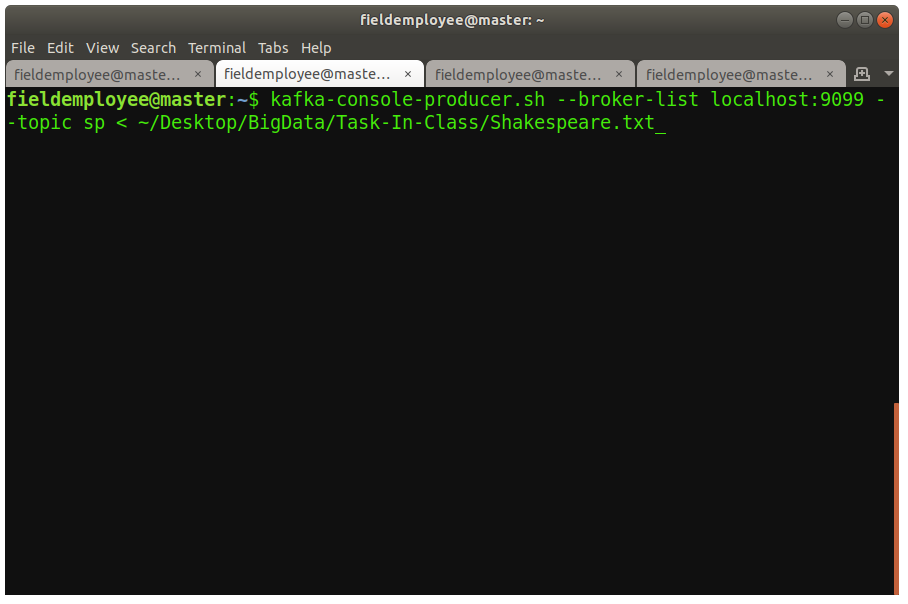 fieldemployee@master: ~
File Edit View Search Terminal Tabs Help
fieldemployee@maste... × fieldemployee@maste... × fieldemployee@maste... × fieldemployee@maste... ×
fieldemployee@master:~$ kafka-console-producer.sh --broker-list localhost:9099 -
-topic sp < ~/Desktop/BigData/Task-In-Class/Shakespeare.txt_